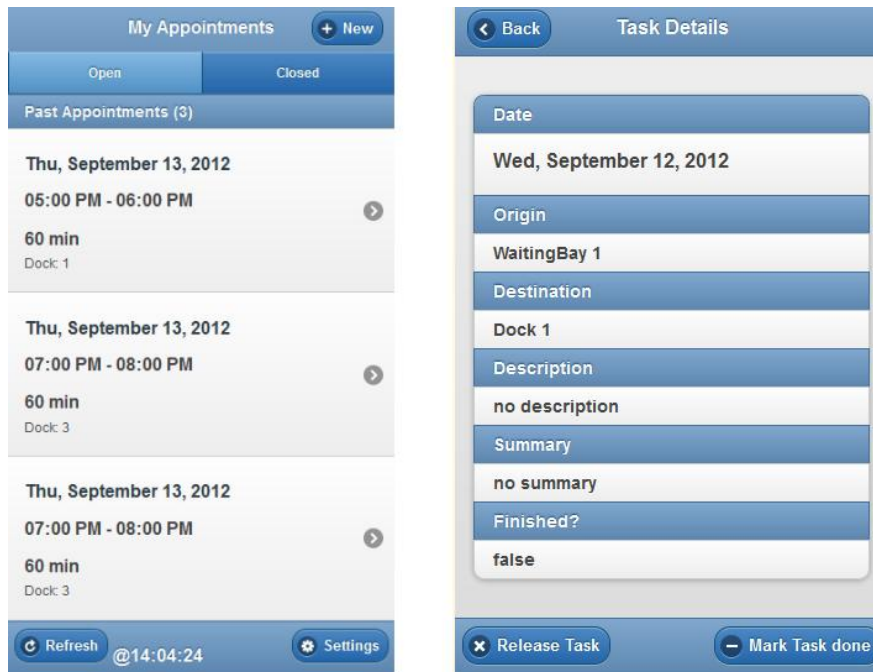 My Appointments
New
Open
Closed
Past Appointments (3)
Thu, September 13, 2012
05:00 PM - 06:00 PM
60 min
Dock: 1
Thu, September 13, 2012
07:00 PM - 08:00 PM
60 min
Dock: 3
Thu, September 13, 2012
07:00 PM - 08:00 PM
60 min
Dock: 3
Refresh
@14:04:24
Settings
Back
Task Details
Date
Wed, September 12, 2012
Origin
WaitingBay 1
Destination
Dock 1
Description
no description
Summary
no summary
Finished?
false
Release Task
Mark Task done